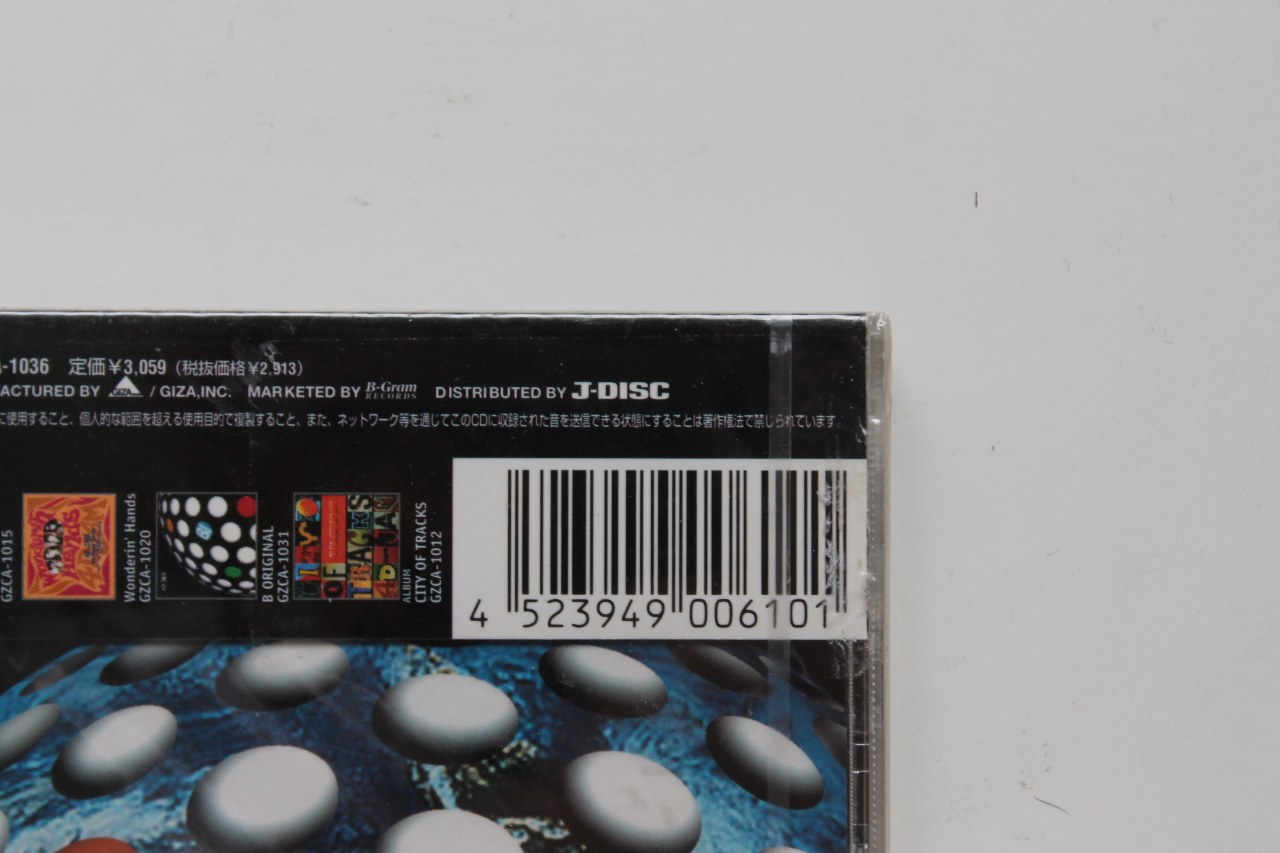 -1036 定価¥3,059（税抜価格¥2,913）
FACTURED BY GIZA / GIZA,INC. MARKETED BY B-Gram RECORDS DISTRIBUTED BY J-DISC
に使用すること、個人的な範囲を超える使用目的で複製すること、また、ネットワーク等を通じてこのCDに収録された音を送信できる状態にすることは著作権法で禁じられています。
GZCA-1015
Wonderin' Hands
GZCA-1020
B ORIGINAL
GZCA-1031
CITY OF TRACKS
ALBUM
CITY OF TRACKS
GZCA-1012
4 523949 006101